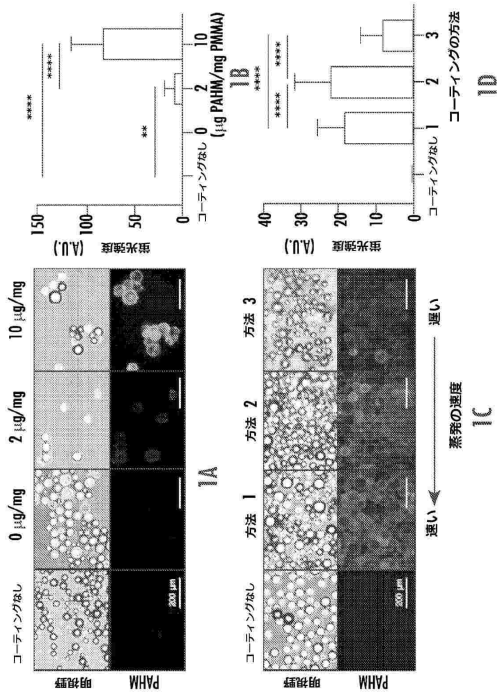 コーティングなし 0 μg/mg 2 μg/mg 10 μg/mg
明視野
PAHM
200 μm
1A
蛍光強度
(A.U.)
150
100
50
0
****
****
**
コーティングなし 0 2 10
(μg PAHM/mg PMMA)
1B
コーティングなし 方法 1 方法 2 方法 3
明視野
PAHM
200 μm
速い 遅い
蒸発の速度
1C
蛍光強度
(A.U.)
40
30
20
10
0
****
**** ****
コーティングなし 1 2 3
コーティングの方法
1D